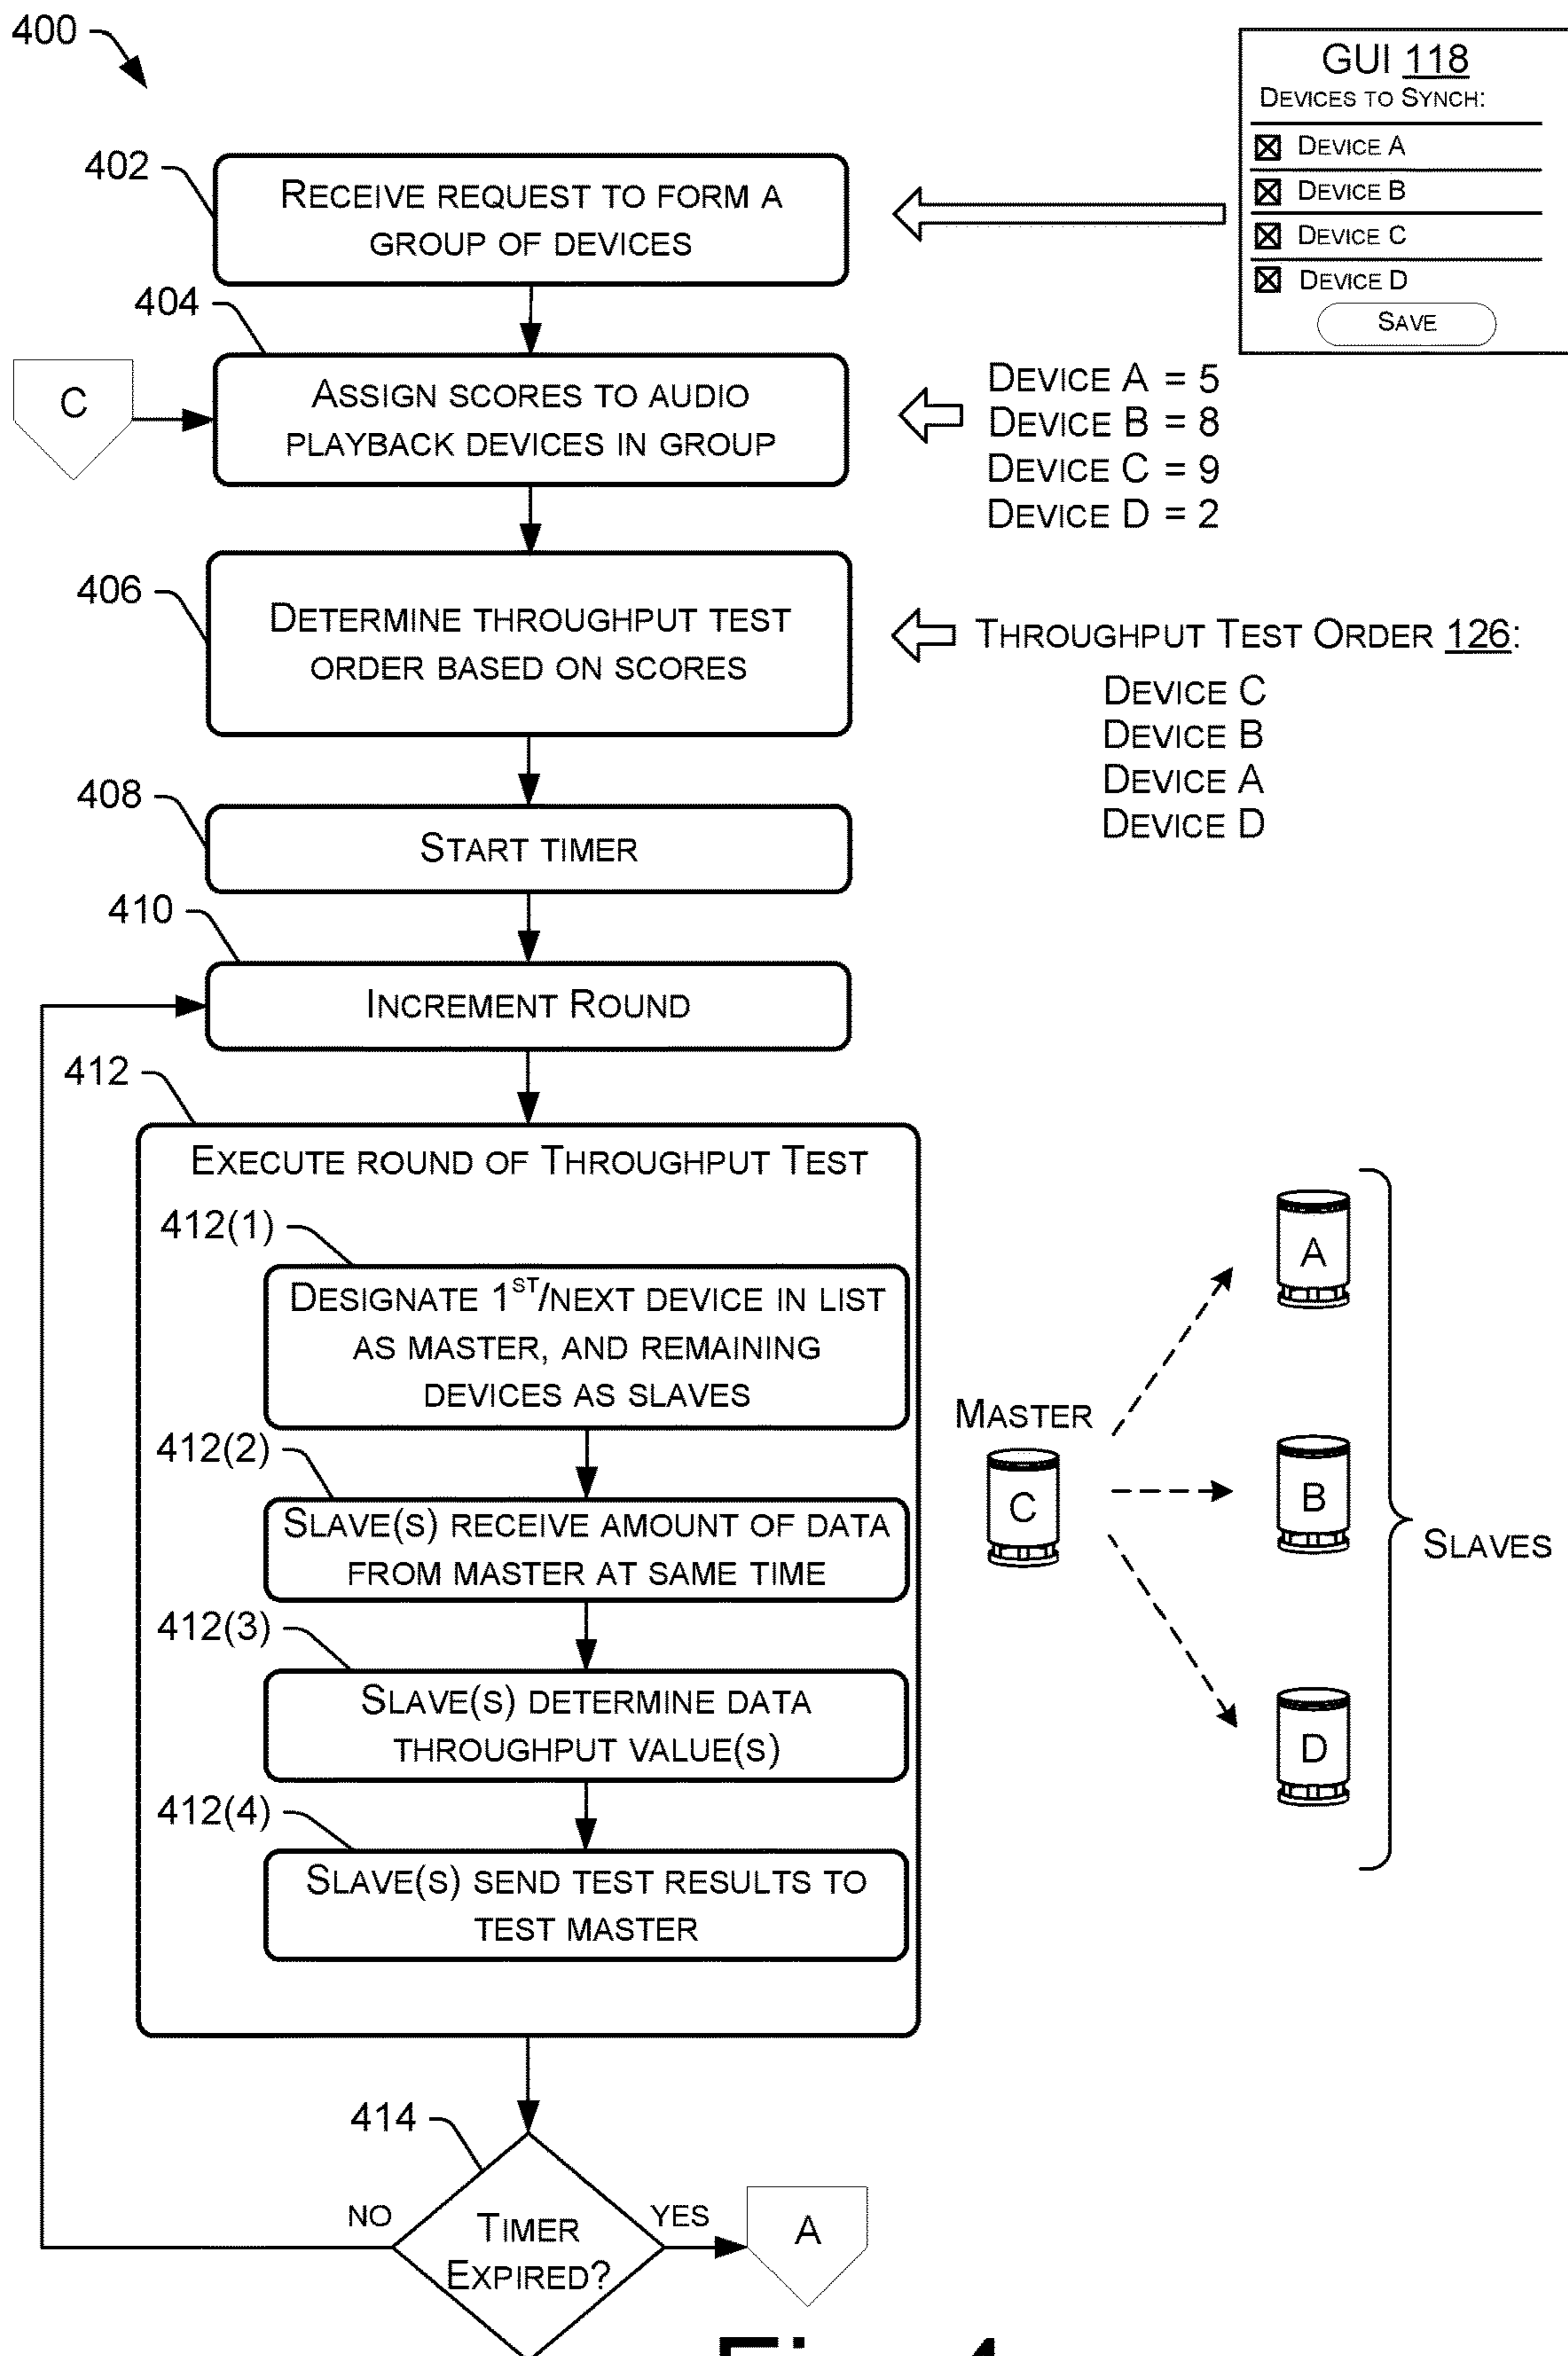 400
GUI 118
DEVICES TO SYNCH:
DEVICE A
DEVICE B
DEVICE C
DEVICE D
SAVE
402
RECEIVE REQUEST TO FORM A
GROUP OF DEVICES
404
C
ASSIGN SCORES TO AUDIO
PLAYBACK DEVICES IN GROUP
DEVICE A = 5
DEVICE B = 8
DEVICE C = 9
DEVICE D = 2
406
DETERMINE THROUGHPUT TEST
ORDER BASED ON SCORES
THROUGHPUT TEST ORDER 126:
DEVICE C
DEVICE B
DEVICE A
DEVICE D
408
START TIMER
410
INCREMENT ROUND
412
EXECUTE ROUND OF THROUGHPUT TEST
412(1)
DESIGNATE 1ST/NEXT DEVICE IN LIST
AS MASTER, AND REMAINING
DEVICES AS SLAVES
412(2)
SLAVE(S) RECEIVE AMOUNT OF DATA
FROM MASTER AT SAME TIME
412(3)
SLAVE(S) DETERMINE DATA
THROUGHPUT VALUE(S)
412(4)
SLAVE(S) SEND TEST RESULTS TO
TEST MASTER
MASTER
C
A
B
D
SLAVES
414
NO
TIMER
EXPIRED?
YES
A